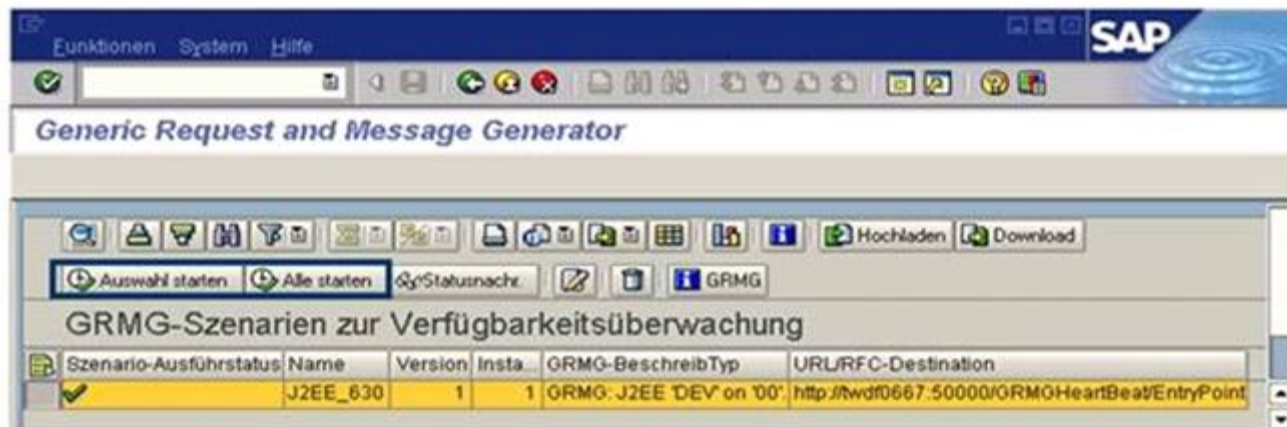 Funktionen System Hilfe
SAP
Generic Request and Message Generator
Hochladen Download
Auswahl starten Alle starten Statusnachr. GRMG
GRMG-Szenarien zur Verfügbarkeitsüberwachung
Szenario-Ausführstatus Name Version Insta... GRMG-BeschreibTyp URL/RFC-Destination
J2EE_630 1 1 GRMG: J2EE 'DEV' on '00'. http://twdf0667:50000/GRMGHeartBeat/EntryPoint